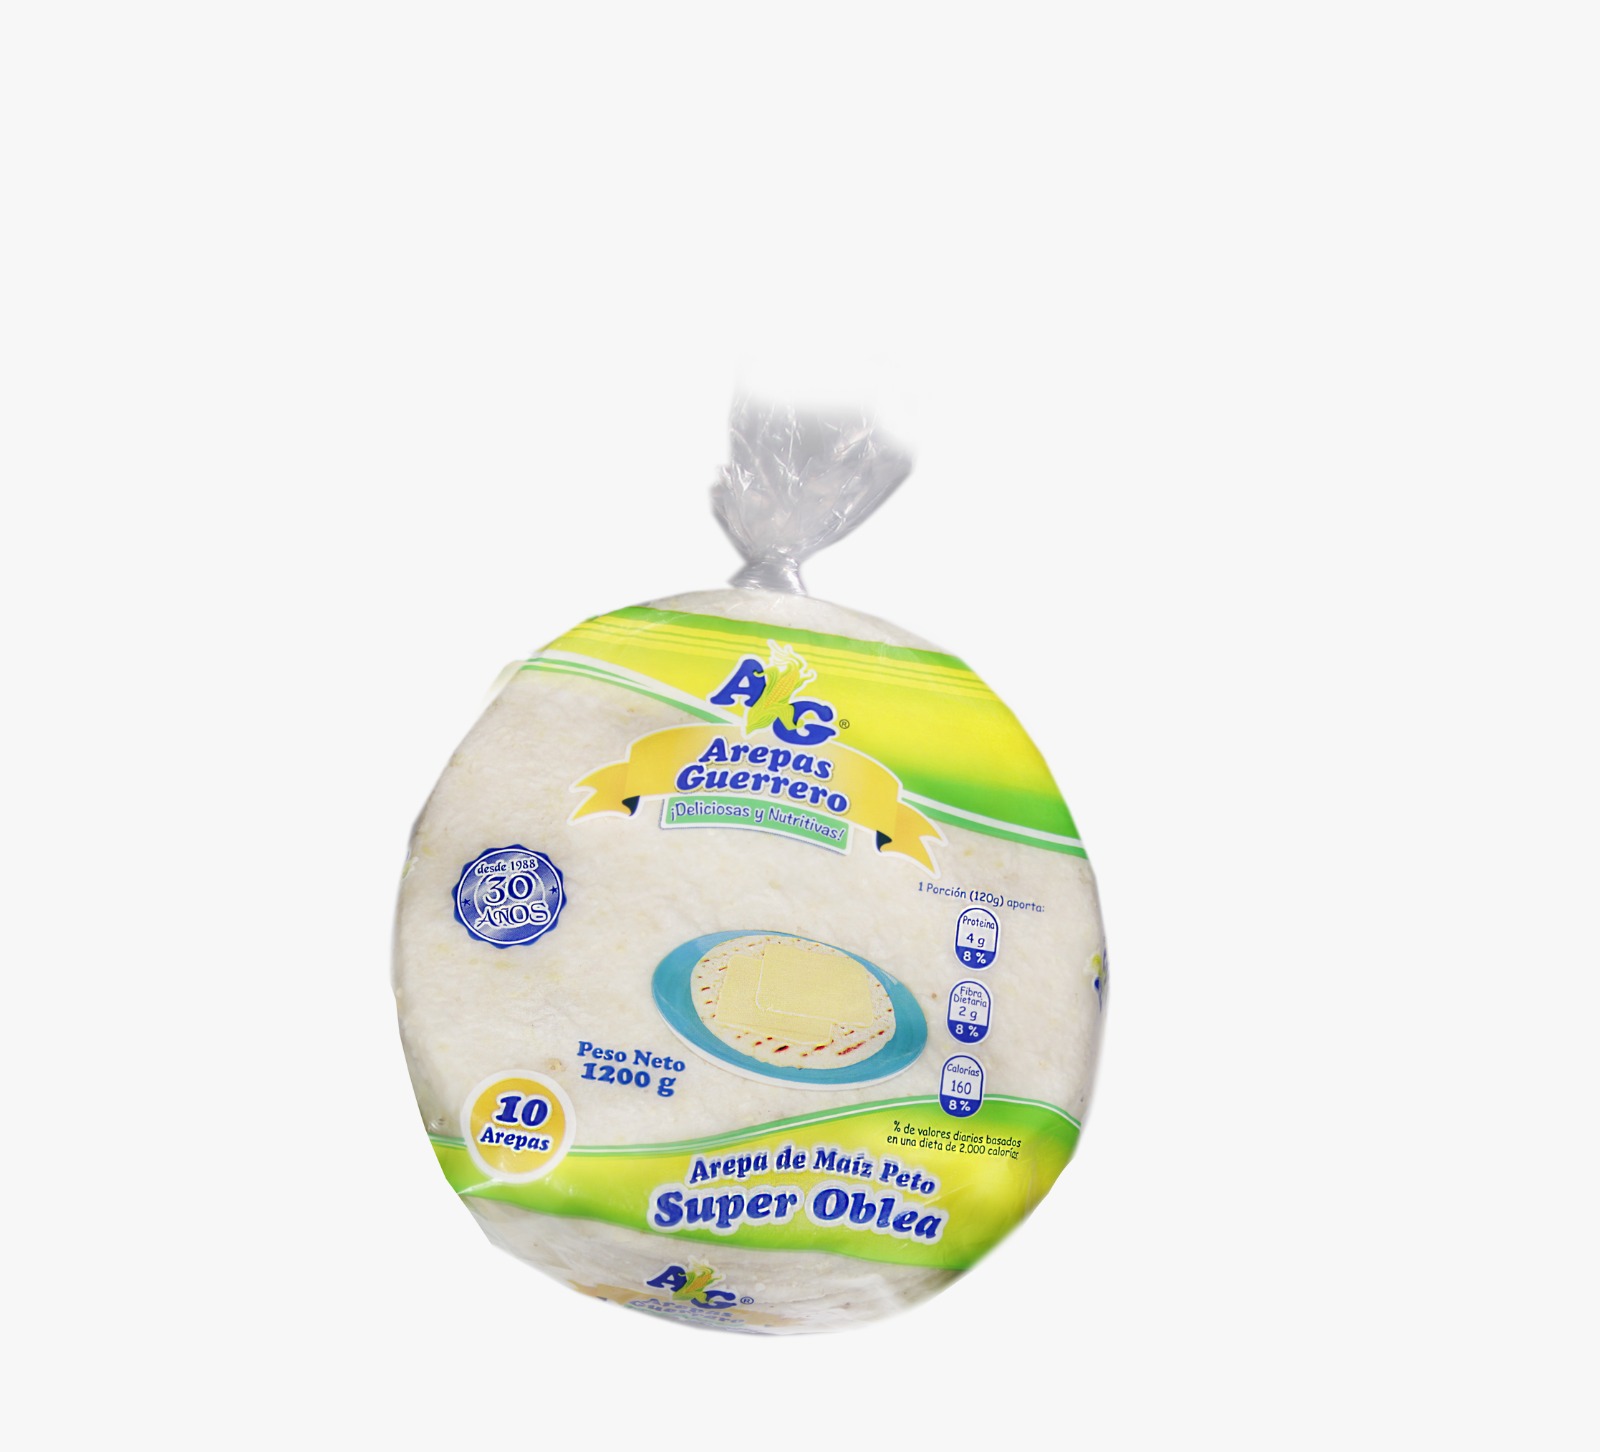 AG®
Arepas
Guerrero
¡Deliciosas y Nutritivas!
desde 1988
30
AÑOS
1 Porción (120g) aporta:
Proteína
4 g
8 %
Fibra
Dietaria
2 g
8 %
Calorías
160
8 %
Peso Neto
1200 g
10
Arepas
% de valores diarios basados
en una dieta de 2.000 calorías.
Arepa de Maíz Peto
Super Oblea
AG®
Arepas
Guerrero